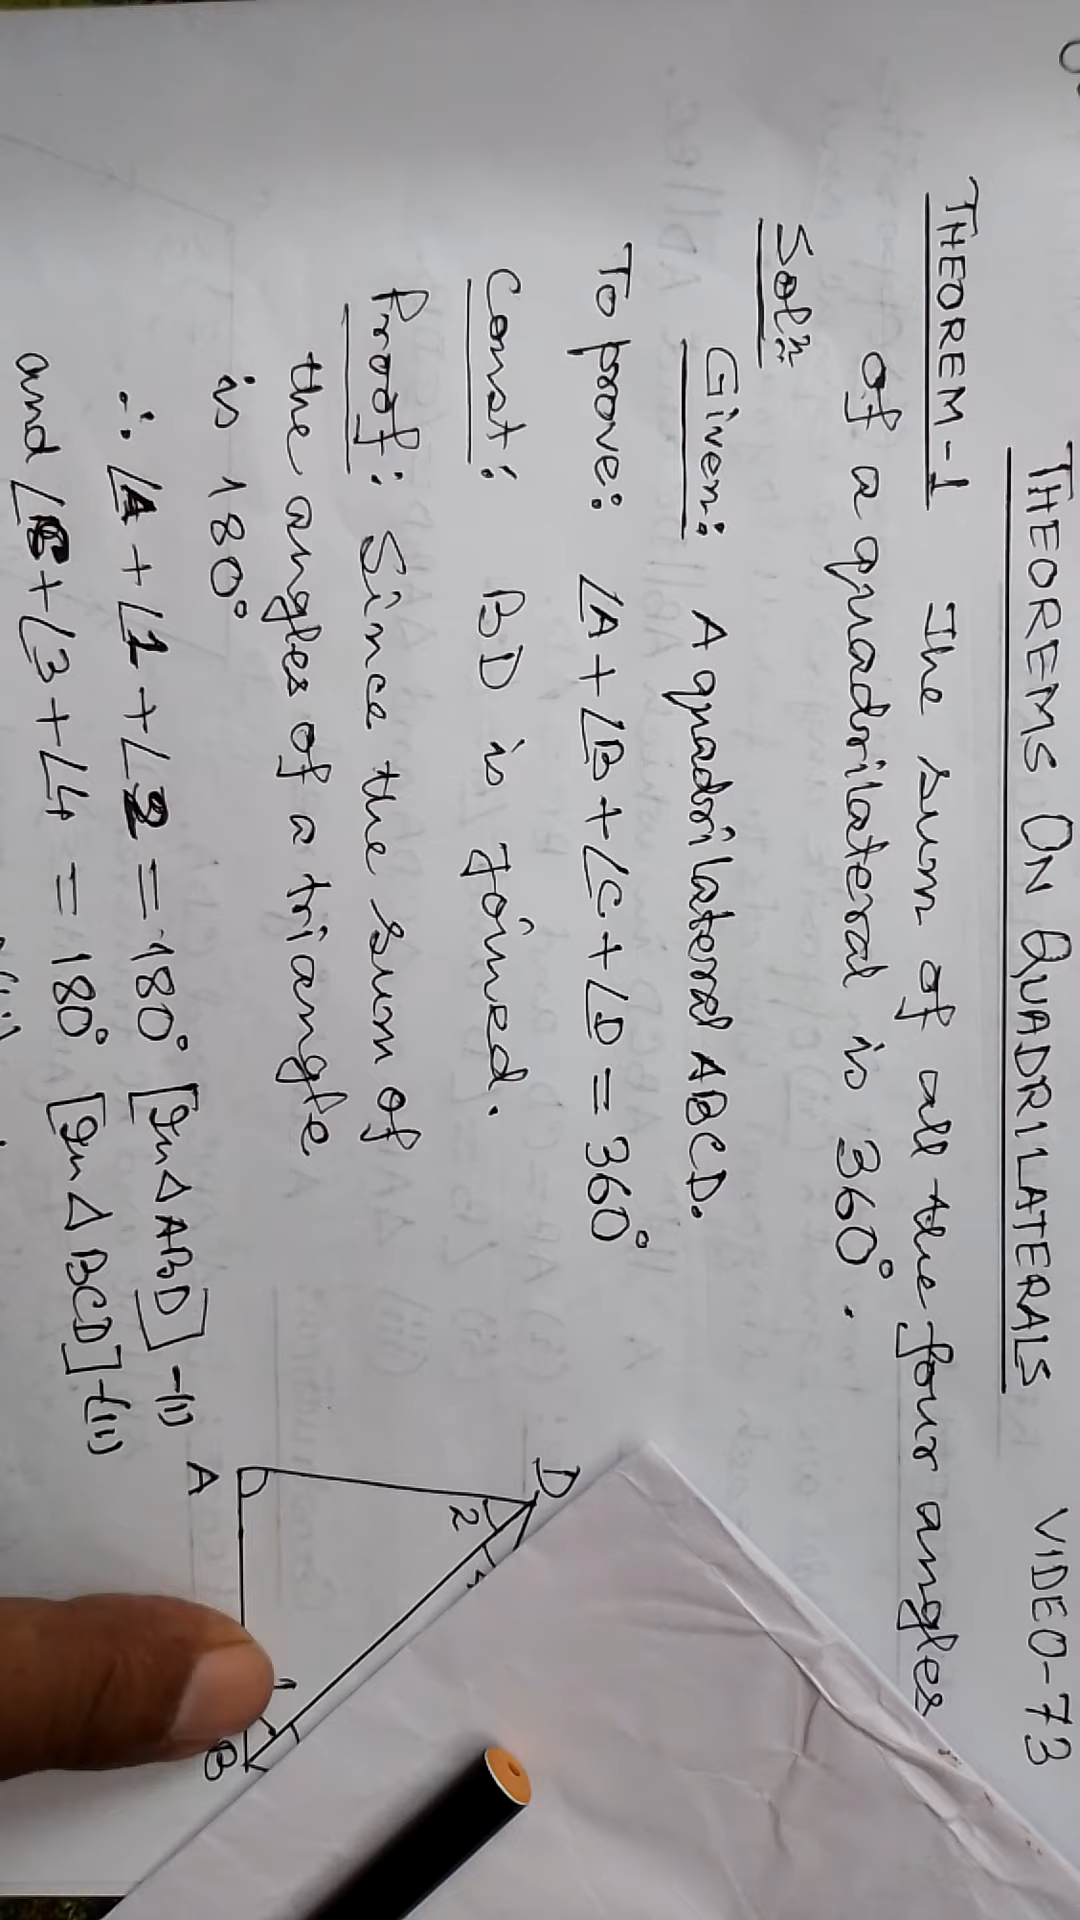 THEOREMS ON QUADRILATERALS VIDEO-73
THEOREM-1 The sum of all the four angles
of a quadrilateral is 360°.
Soln
Given: A quadrilateral ABCD.
To prove: ∠A + ∠B + ∠C + ∠D = 360°
Const: BD is Joined.
Proof: Since the sum of
the angles of a triangle
is 180°
∴ ∠A + ∠1 + ∠2 = 180° [In Δ ABD] -(i)
and ∠C + ∠3 + ∠4 = 180° [In Δ BCD] -(ii)
D
2
A
1
B